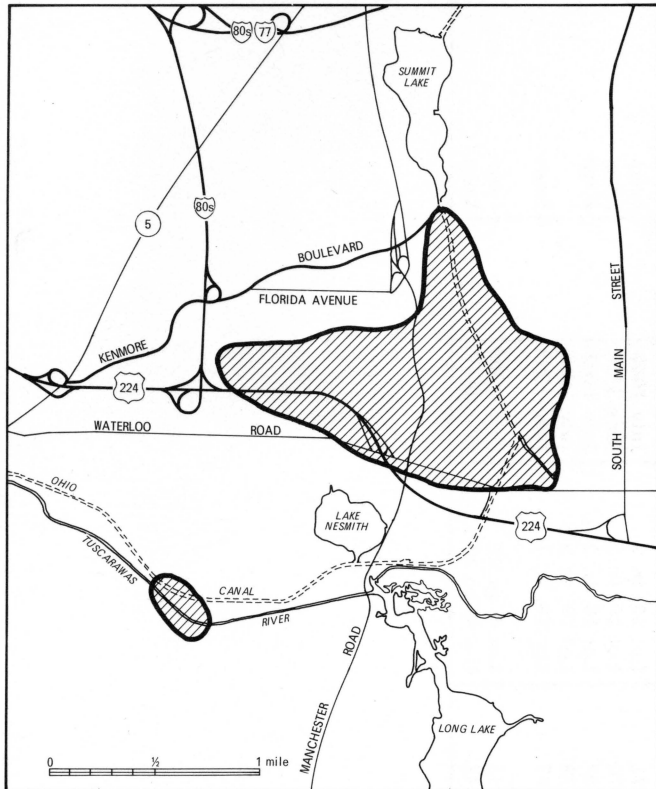 80s 77
SUMMIT
LAKE
5
80s
BOULEVARD
FLORIDA AVENUE
KENMORE
224
WATERLOO ROAD
SOUTH MAIN STREET
OHIO
LAKE
NESMITH
224
TUSCARAWAS
CANAL
RIVER
MANCHESTER ROAD
LONG LAKE
0 ½ 1 mile